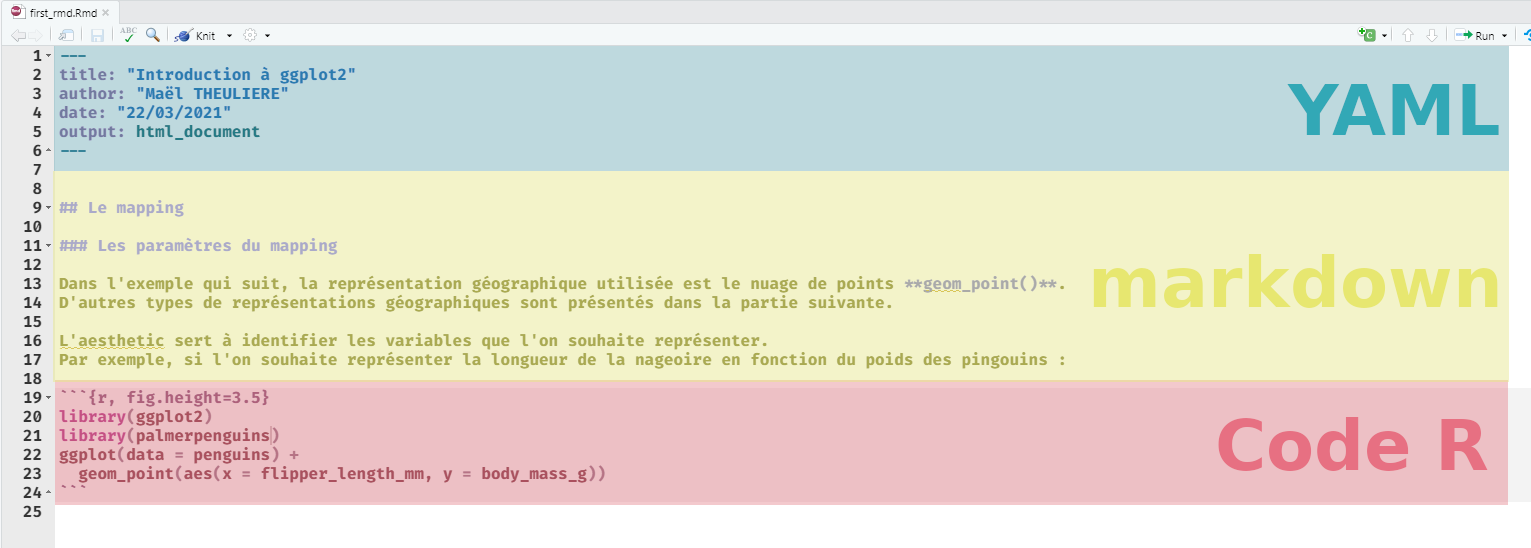 first_rmd.Rmd
ABC Knit Run
1 ---
2 title: "Introduction à ggplot2"
3 author: "Maël THEULIERE"
4 date: "22/03/2021"
5 output: html_document
6 ---
YAML
7
8
9 ## Le mapping
10
11 ### Les paramètres du mapping
12
13 Dans l'exemple qui suit, la représentation géographique utilisée est le nuage de points **geom_point()**.
14 D'autres types de représentations géographiques sont présentés dans la partie suivante.
markdown
15
16 L'aesthetic sert à identifier les variables que l'on souhaite représenter.
17 Par exemple, si l'on souhaite représenter la longueur de la nageoire en fonction du poids des pingouins :
18
19 ```{r, fig.height=3.5}
20 library(ggplot2)
21 library(palmerpenguins)
22 ggplot(data = penguins) +
23   geom_point(aes(x = flipper_length_mm, y = body_mass_g))
24 ```
Code R
25